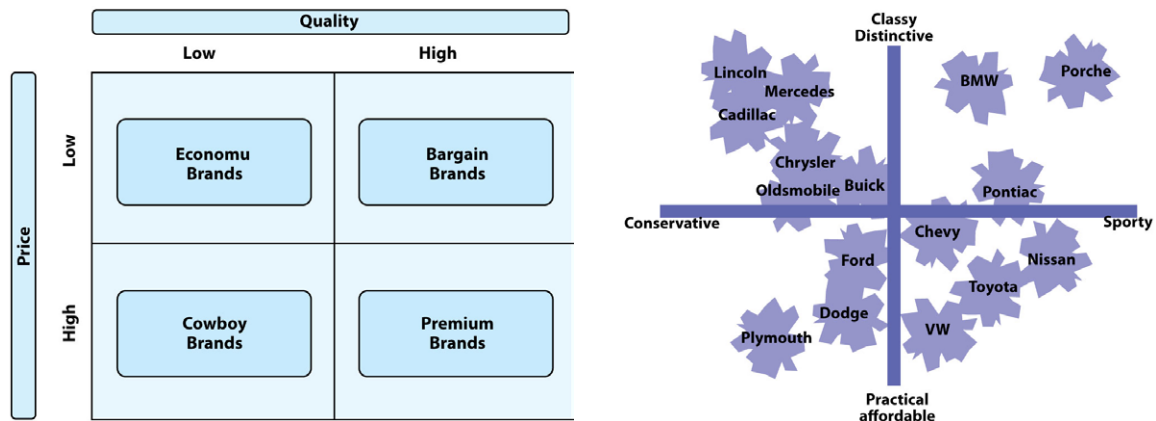 Quality
Low
High
Price
Low
High
Economu
Brands
Bargain
Brands
Cowboy
Brands
Premium
Brands
Classy
Distinctive
Lincoln
Mercedes
Cadillac
BMW
Porche
Chrysler
Oldsmobile
Buick
Pontiac
Conservative
Sporty
Chevy
Ford
Nissan
Toyota
Dodge
VW
Plymouth
Practical
affordable